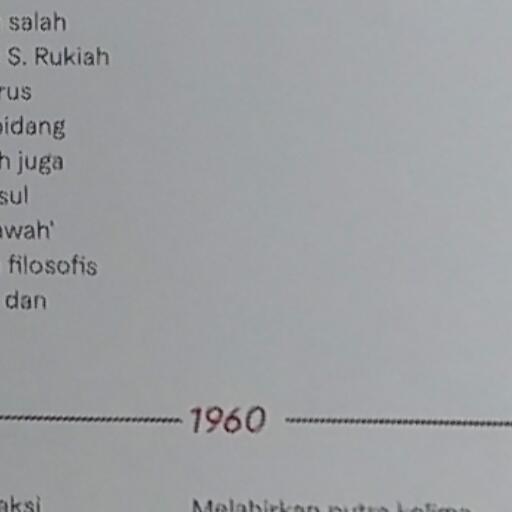 salah
S. Rukiah
rus
bidang
h juga
sul
awah'
filosofis
dan
1960
aksi
Melahirkan putra kelima